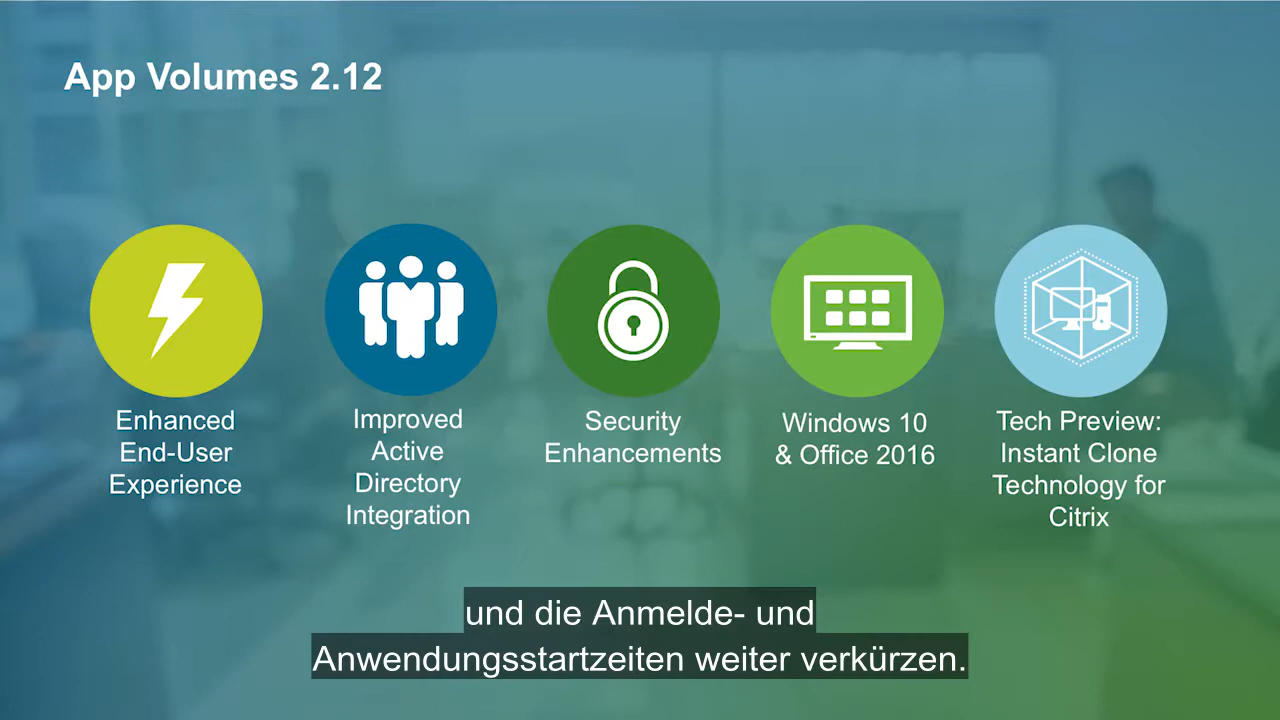 App Volumes 2.12
Enhanced
End-User
Experience
Improved
Active
Directory
Integration
Security
Enhancements
Windows 10
& Office 2016
Tech Preview:
Instant Clone
Technology for
Citrix
und die Anmelde- und
Anwendungsstartzeiten weiter verkürzen.